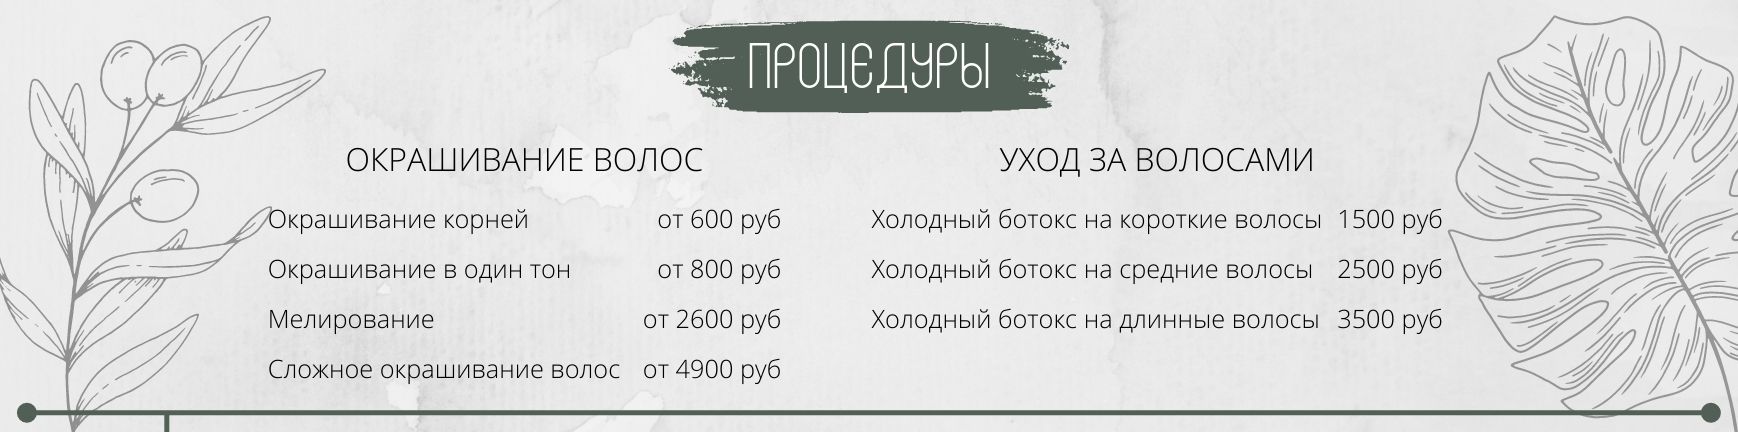 ПРОЦЕДУРЫ
ОКРАШИВАНИЕ ВОЛОС
Окрашивание корней от 600 руб
Окрашивание в один тон от 800 руб
Мелирование от 2600 руб
Сложное окрашивание волос от 4900 руб
УХОД ЗА ВОЛОСАМИ
Холодный ботокс на короткие волосы 1500 руб
Холодный ботокс на средние волосы 2500 руб
Холодный ботокс на длинные волосы 3500 руб